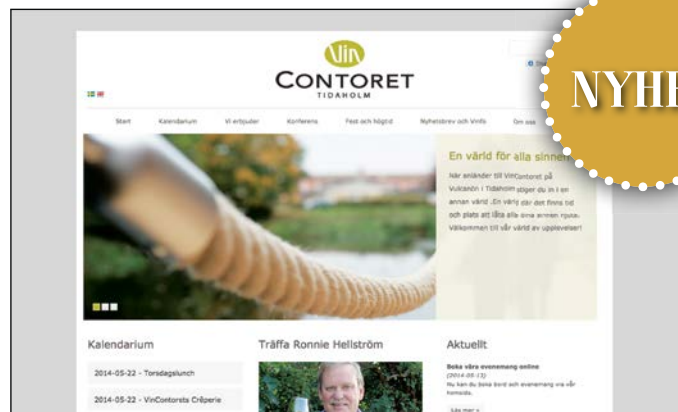 Vin
CONTORET
TIDAHOLM
NYHE
Start Kalendarium Vi erbjuder Konferens Fest och högtid Nyhetsbrev och Vinfo Om oss
En värld för alla sinnen
När anländer till VinContoret på
Vulcanön i Tidaholm stiger du in i en
annan värld .En värld där det finns tid
och plats att låta alla sina sinnen njuta.
Välkommen till vår värld av upplevelser!
Kalendarium
2014-05-22 - Torsdagslunch
2014-05-22 - VinContorets Crêperie
Träffa Ronnie Hellström
Aktuellt
Boka våra evenemang online
(2014-05-13)
Nu kan du boka bord och evenemang via vår
hemsida.
Läs mer »